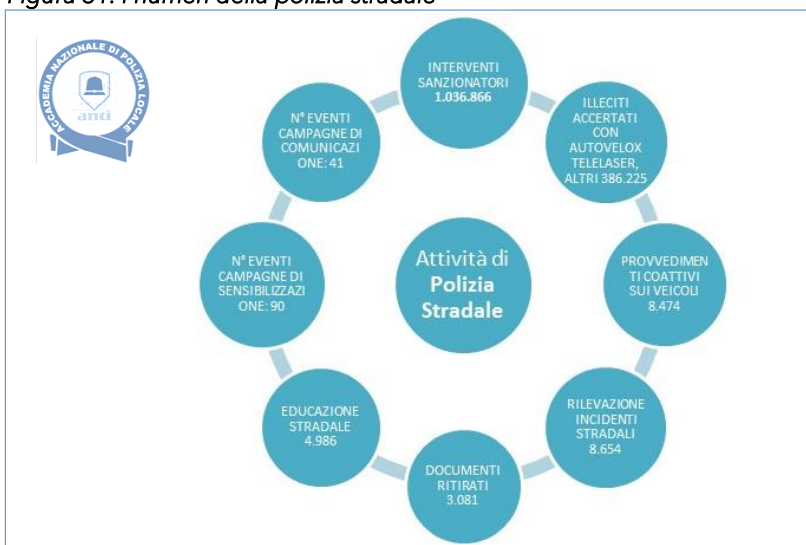 Figura 31: I numeri della polizia stradale
ACCADEMIA NAZIONALE DI POLIZIA LOCALE
anci
INTERVENTI
SANZIONATORI
1.036.866
ILLECITI
ACCERTATI
CON
AUTOVELOX
TELELASER,
ALTRI 386.225
PROVVEDIMEN
TI COATTIVI
SUI VEICOLI
8.474
RILEVAZIONE
INCIDENTI
STRADALI
8.654
DOCUMENTI
RITIRATI
3.081
EDUCAZIONE
STRADALE
4.986
N° EVENTI
CAMPAGNE DI
SENSIBILIZZAZI
ONE: 90
N° EVENTI
CAMPAGNE DI
COMUNICAZI
ONE: 41
Attività di
Polizia
Stradale